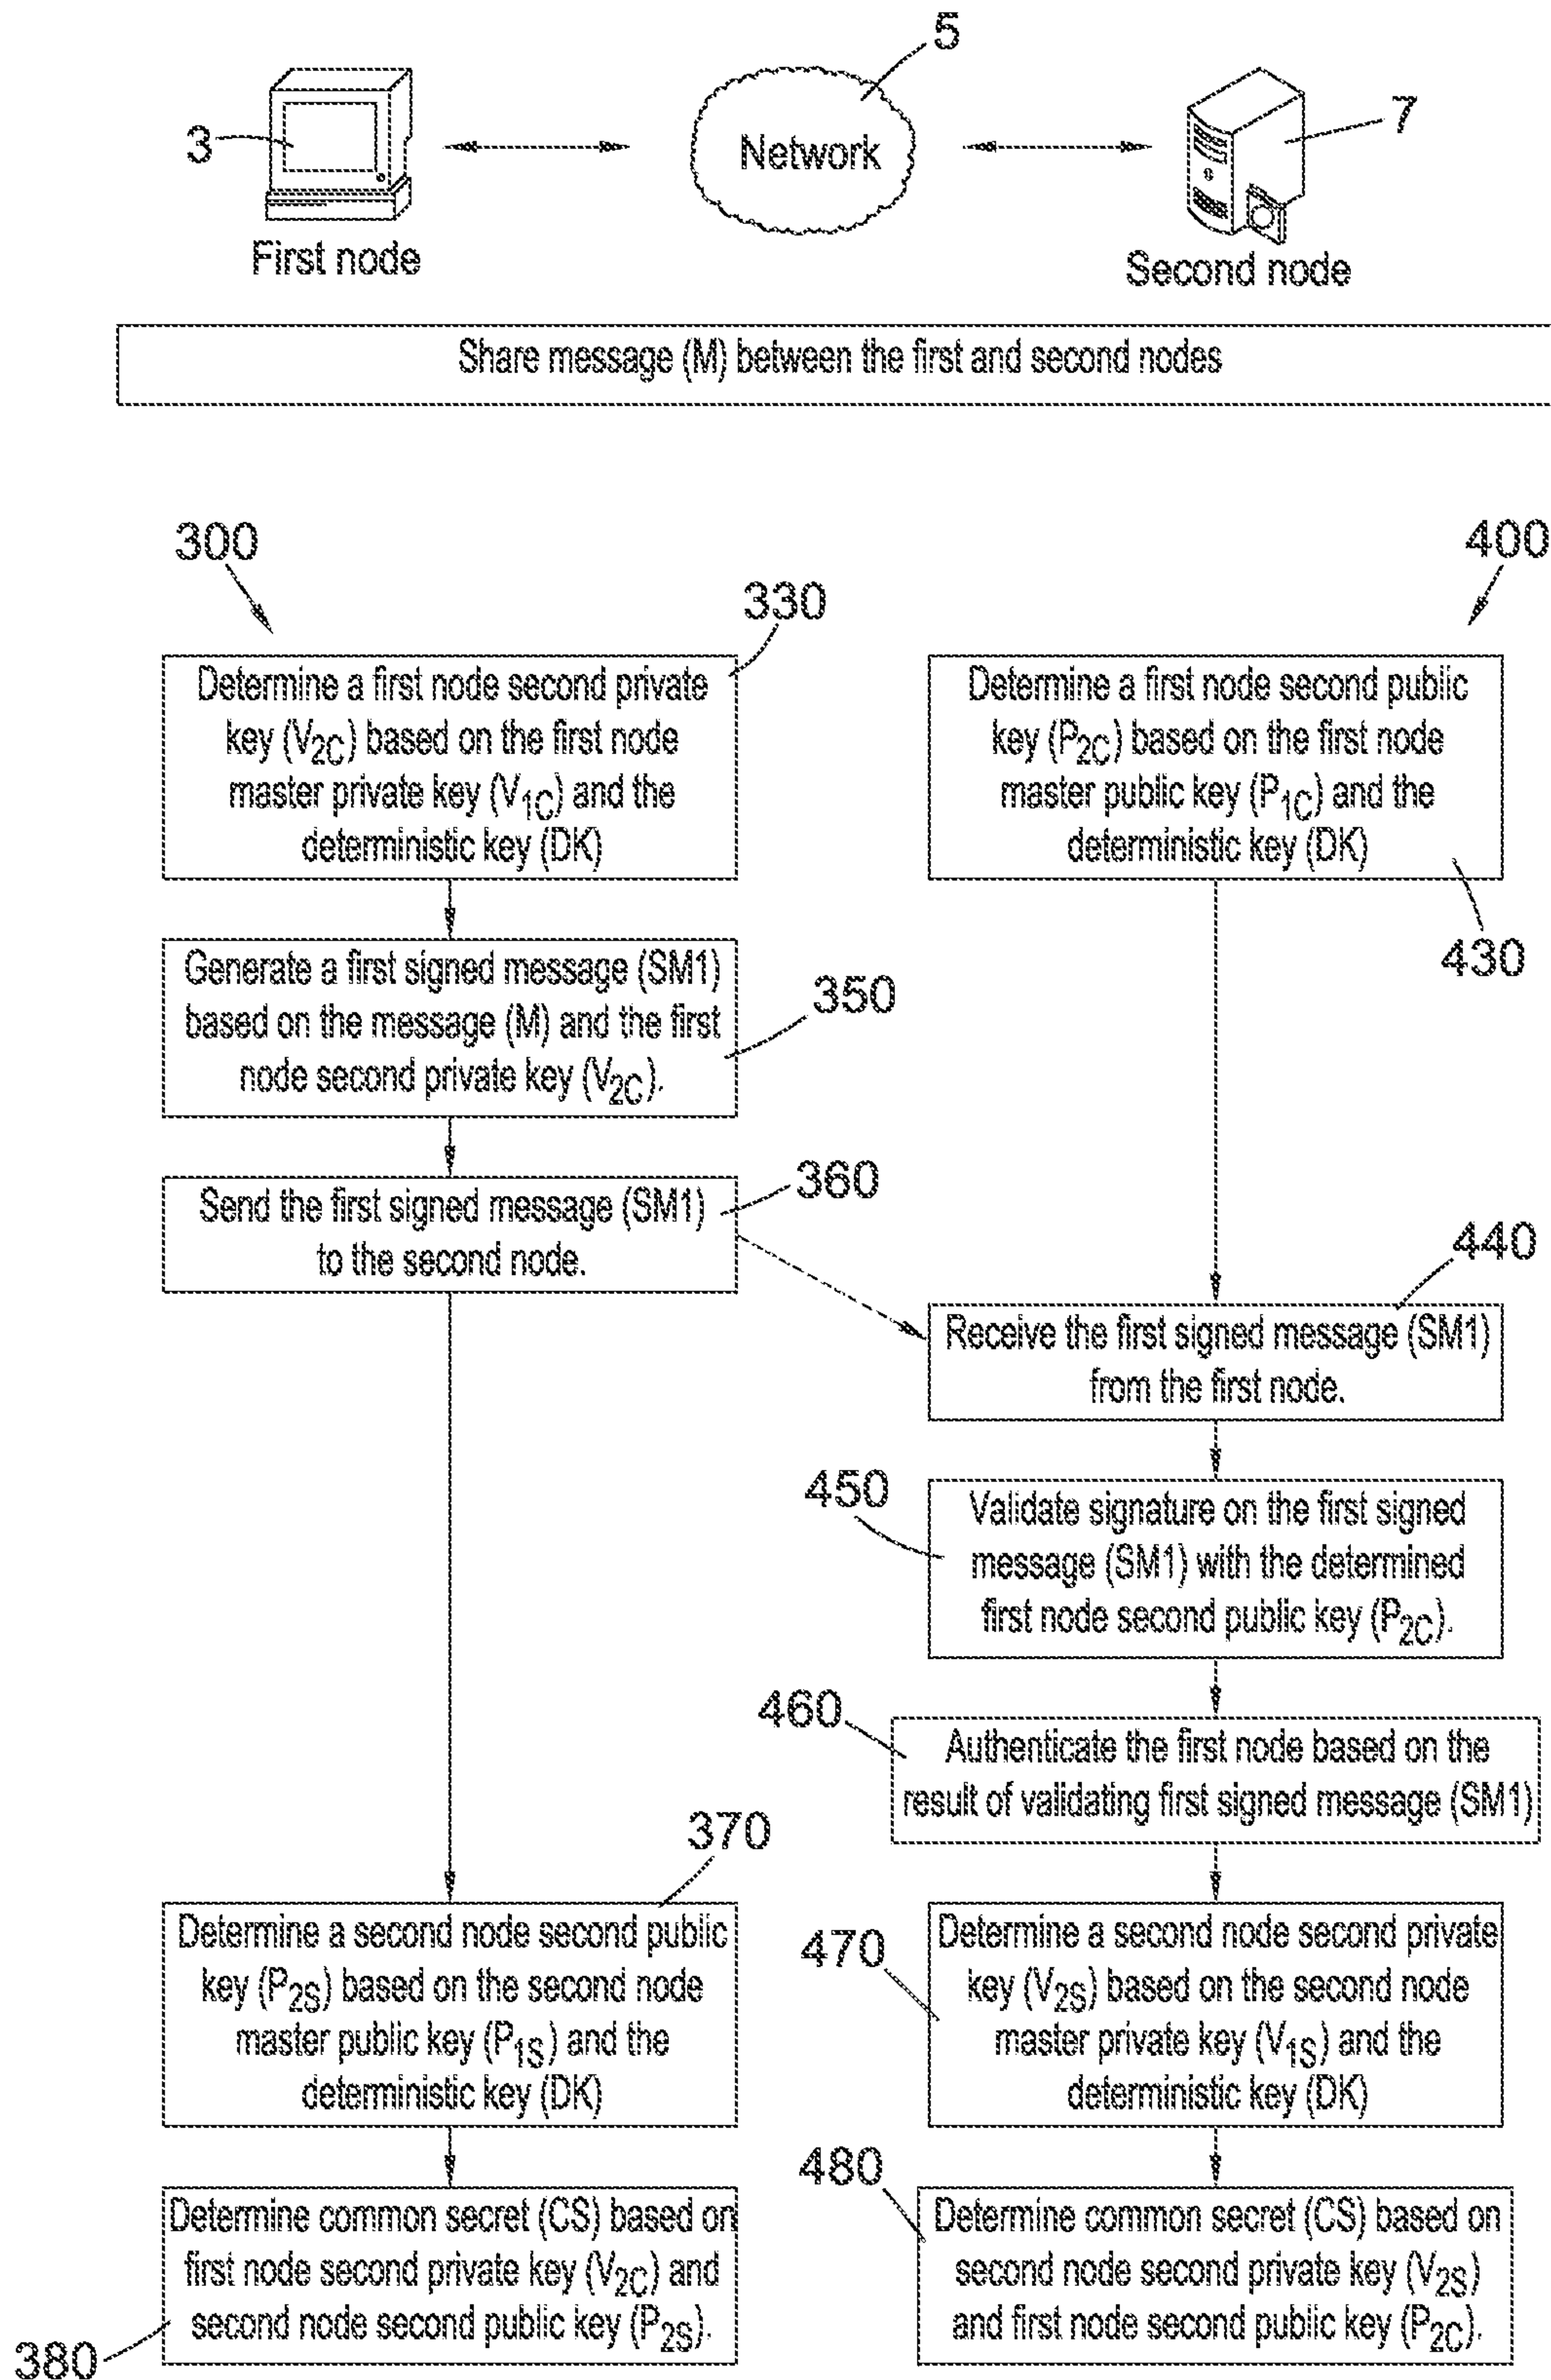 5
3
Network
7
First node
Second node
Share message (M) between the first and second nodes
300
400
330
Determine a first node second private
key (V2C) based on the first node
master private key (V1C) and the
deterministic key (DK)
Determine a first node second public
key (P2C) based on the first node
master public key (P1C) and the
deterministic key (DK)
430
Generate a first signed message (SM1)
based on the message (M) and the first
node second private key (V2C).
350
Send the first signed message (SM1)
to the second node.
360
440
Receive the first signed message (SM1)
from the first node.
450
Validate signature on the first signed
message (SM1) with the determined
first node second public key (P2C).
460
Authenticate the first node based on the
result of validating first signed message (SM1)
370
Determine a second node second public
key (P2S) based on the second node
master public key (P1S) and the
deterministic key (DK)
470
Determine a second node second private
key (V2S) based on the second node
master private key (V1S) and the
deterministic key (DK)
Determine common secret (CS) based on
first node second private key (V2C) and
second node second public key (P2S).
380
480
Determine common secret (CS) based on
second node second private key (V2S)
and first node second public key (P2C).